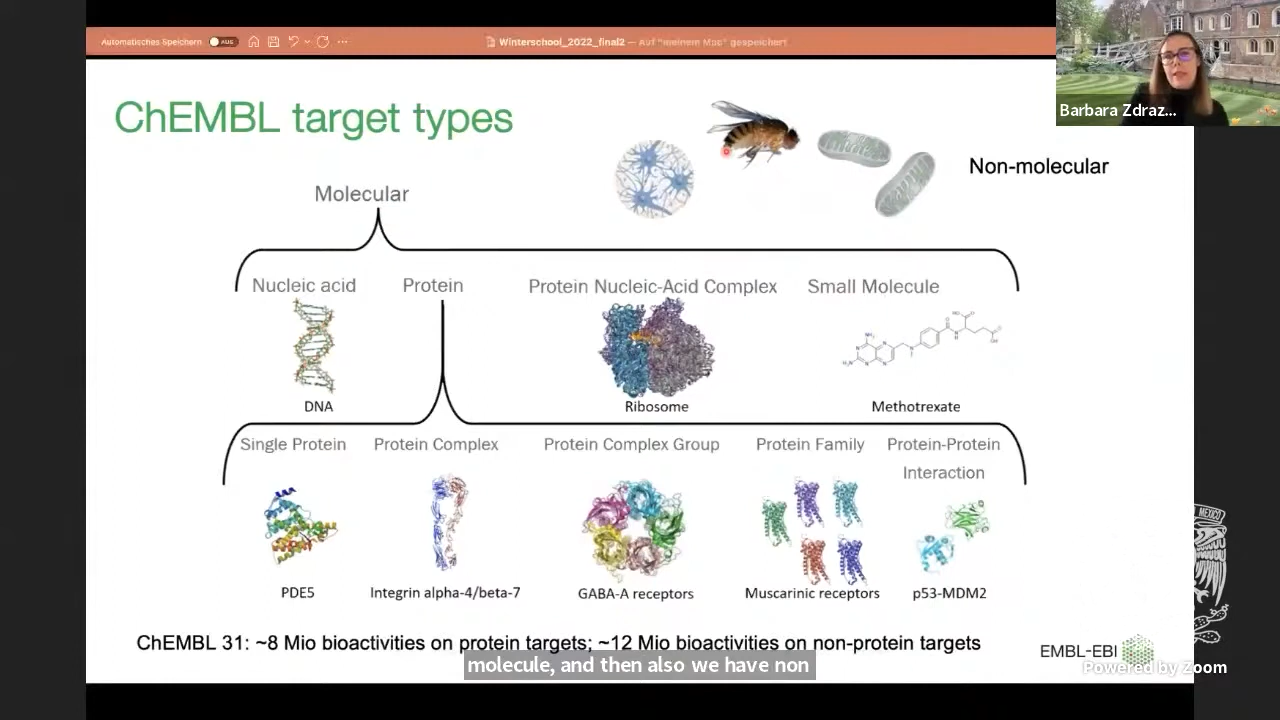 Automatisches Speichern AUS
Winterschool_2022_final2 — Auf "meinem Mac" gespeichert
Barbara Zdraz...
ChEMBL target types
Non-molecular
Molecular
Nucleic acid Protein Protein Nucleic-Acid Complex Small Molecule
DNA Ribosome Methotrexate
Single Protein Protein Complex Protein Complex Group Protein Family Protein-Protein
Interaction
PDE5 Integrin alpha-4/beta-7 GABA-A receptors Muscarinic receptors p53-MDM2
ChEMBL 31: ~8 Mio bioactivities on protein targets; ~12 Mio bioactivities on non-protein targets
molecule, and then also we have non
EMBL-EBI
Powered by Zoom